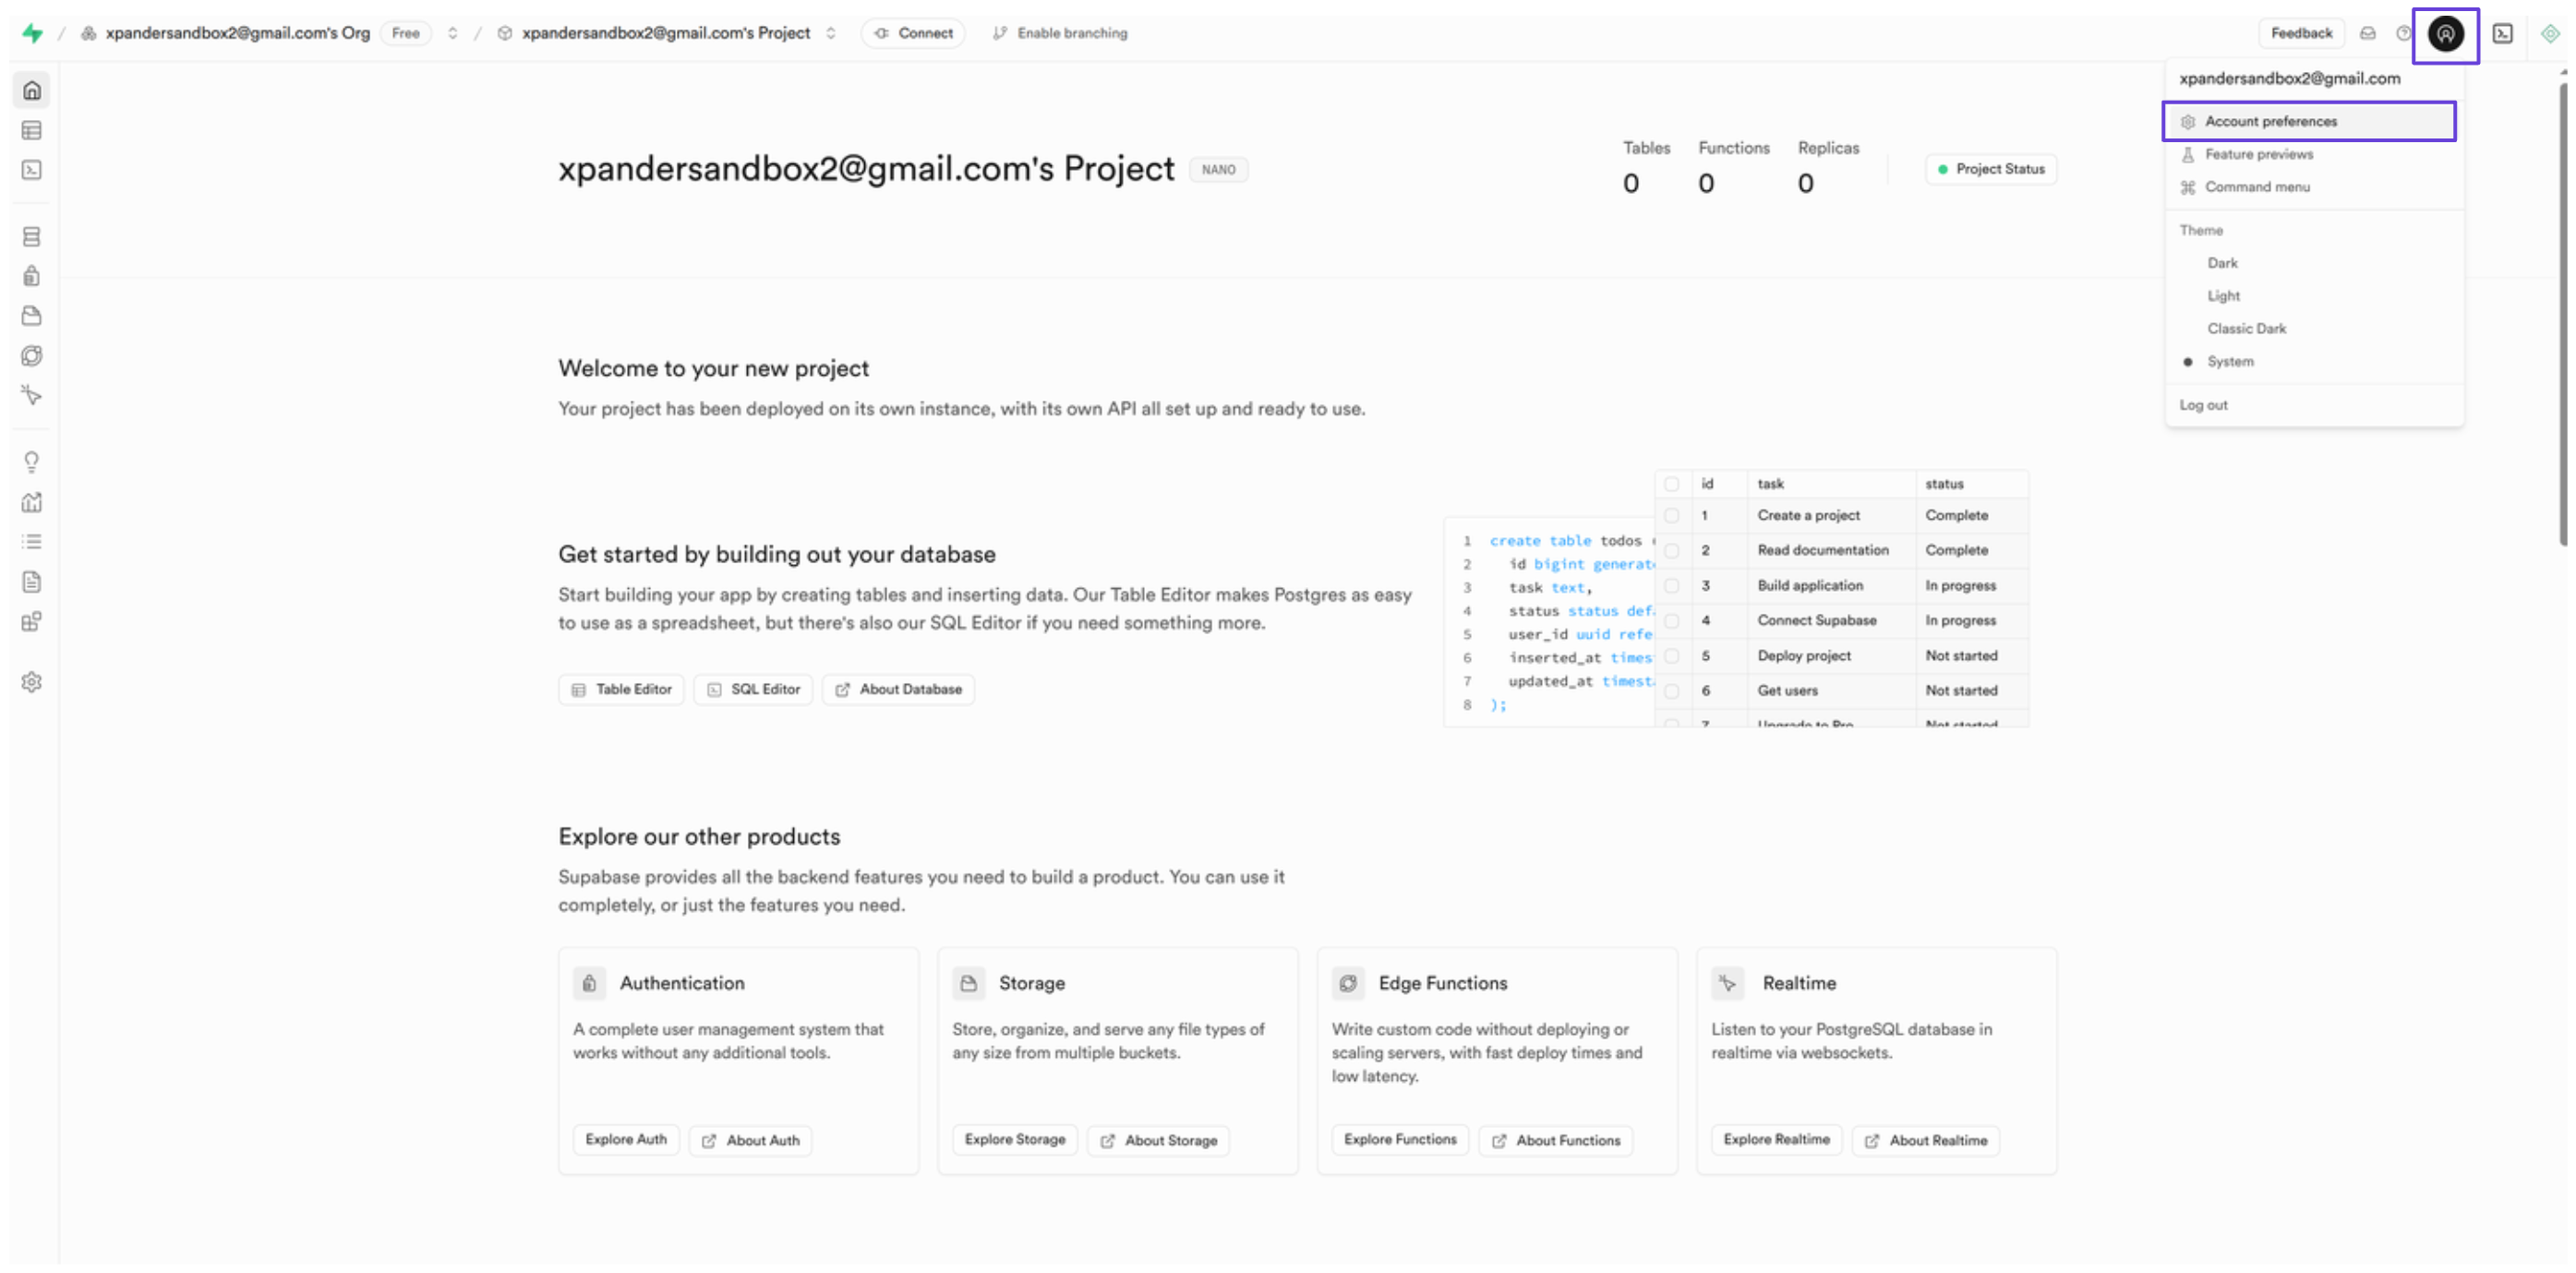 / xpandersandbox2@gmail.com's Org Free / xpandersandbox2@gmail.com's Project Connect Enable branching Feedback
xpandersandbox2@gmail.com
Account preferences
Feature previews
Command menu
Theme
Dark
Light
Classic Dark
System
Log out
xpandersandbox2@gmail.com's Project NANO
Tables Functions Replicas
0 0 0
Project Status
Welcome to your new project
Your project has been deployed on its own instance, with its own API all set up and ready to use.
Get started by building out your database
Start building your app by creating tables and inserting data. Our Table Editor makes Postgres as easy
to use as a spreadsheet, but there's also our SQL Editor if you need something more.
Table Editor SQL Editor About Database
1 create table todos
2 id bigint generat
3 task text,
4 status status def
5 user_id uuid refe
6 inserted_at times
7 updated_at timest
8 );
id task status
1 Create a project Complete
2 Read documentation Complete
3 Build application In progress
4 Connect Supabase In progress
5 Deploy project Not started
6 Get users Not started
7 Upgrade to Pro Not started
Explore our other products
Supabase provides all the backend features you need to build a product. You can use it
completely, or just the features you need.
Authentication
A complete user management system that
works without any additional tools.
Explore Auth About Auth
Storage
Store, organize, and serve any file types of
any size from multiple buckets.
Explore Storage About Storage
Edge Functions
Write custom code without deploying or
scaling servers, with fast deploy times and
low latency.
Explore Functions About Functions
Realtime
Listen to your PostgreSQL database in
realtime via websockets.
Explore Realtime About Realtime